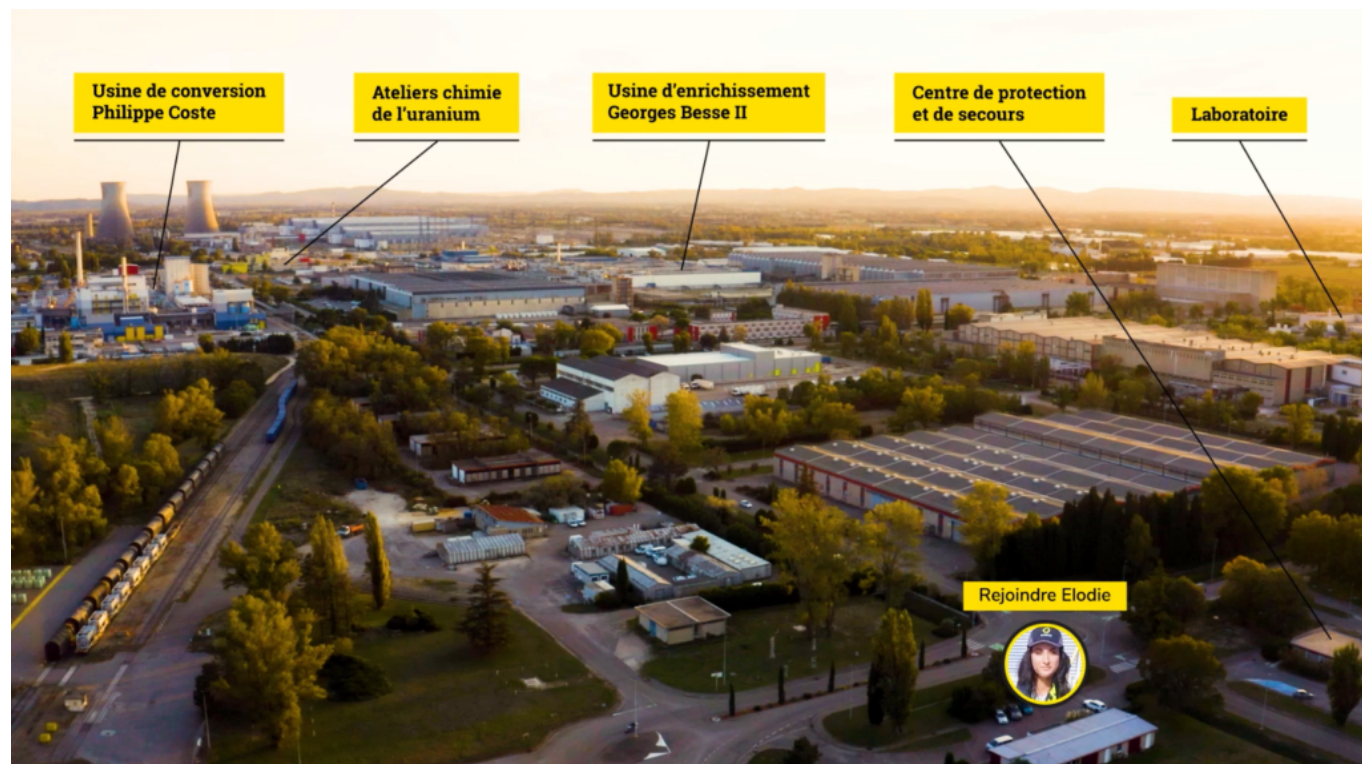 Usine de conversion
Philippe Coste
Ateliers chimie
de l'uranium
Usine d'enrichissement
Georges Besse II
Centre de protection
et de secours
Laboratoire
Rejoindre Elodie